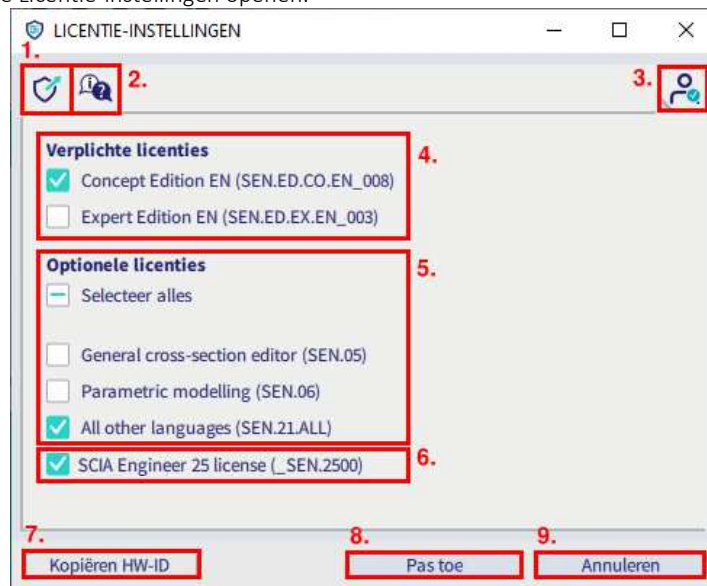 e Licentie-instellingen openen.
LICENTIE-INSTELLINGEN
1.
2.
3.
Verplichte licenties
4.
Concept Edition EN (SEN.ED.CO.EN_008)
Expert Edition EN (SEN.ED.EX.EN_003)
Optionele licenties
5.
Selecteer alles
General cross-section editor (SEN.05)
Parametric modelling (SEN.06)
All other languages (SEN.21.ALL)
SCIA Engineer 25 license (_SEN.2500)
6.
7.
8.
9.
Kopiëren HW-ID
Pas toe
Annuleren